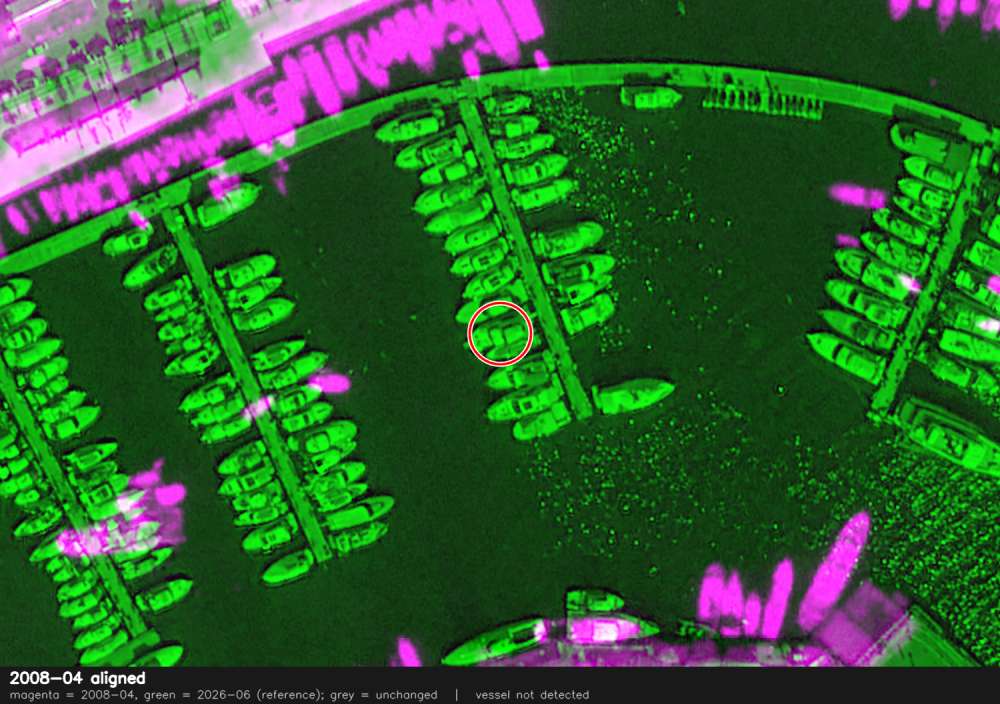 2008-04 aligned
magenta = 2008-04, green = 2026-06 (reference); grey = unchanged | vessel not detected